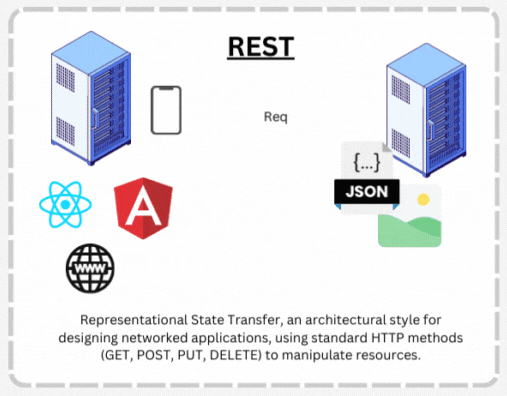 REST
Req
{...}
JSON
A
WWW
Representational State Transfer, an architectural style for
designing networked applications, using standard HTTP methods
(GET, POST, PUT, DELETE) to manipulate resources.